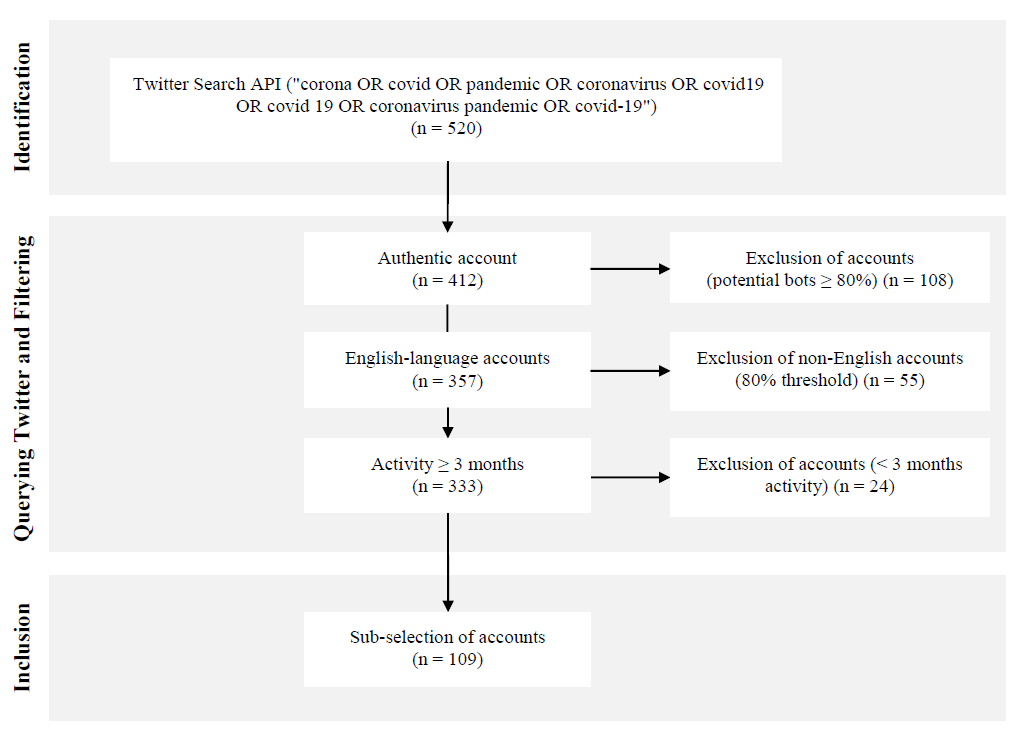 Identification
Twitter Search API ("corona OR covid OR pandemic OR coronavirus OR covid19
OR covid 19 OR coronavirus pandemic OR covid-19")
(n = 520)
Querying Twitter and Filtering
Authentic account
(n = 412)
Exclusion of accounts
(potential bots ≥ 80%) (n = 108)
English-language accounts
(n = 357)
Exclusion of non-English accounts
(80% threshold) (n = 55)
Activity ≥ 3 months
(n = 333)
Exclusion of accounts (< 3 months
activity) (n = 24)
Inclusion
Sub-selection of accounts
(n = 109)